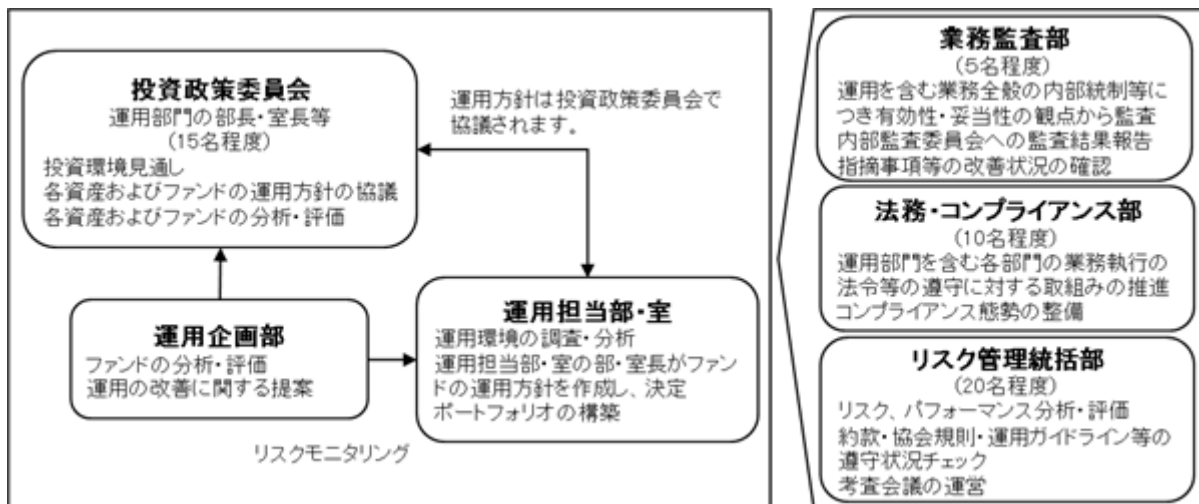 投資政策委員会
運用部門の部長・室長等
(15名程度)
投資環境見通し
各資産およびファンドの運用方針の協議
各資産およびファンドの分析・評価
運用方針は投資政策委員会で
協議されます。
運用企画部
ファンドの分析・評価
運用の改善に関する提案
運用担当部・室
運用環境の調査・分析
運用担当部・室の部・室長がファン
ドの運用方針を作成し、決定
ポートフォリオの構築
リスクモニタリング
業務監査部
(5名程度)
運用を含む業務全般の内部統制等に
つき有効性・妥当性の観点から監査
内部監査委員会への監査結果報告
指摘事項等の改善状況の確認
法務・コンプライアンス部
(10名程度)
運用部門を含む各部門の業務執行の
法令等の遵守に対する取組みの推進
コンプライアンス態勢の整備
リスク管理統括部
(20名程度)
リスク、パフォーマンス分析・評価
約款・協会規則・運用ガイドライン等の
遵守状況チェック
考査会議の運営